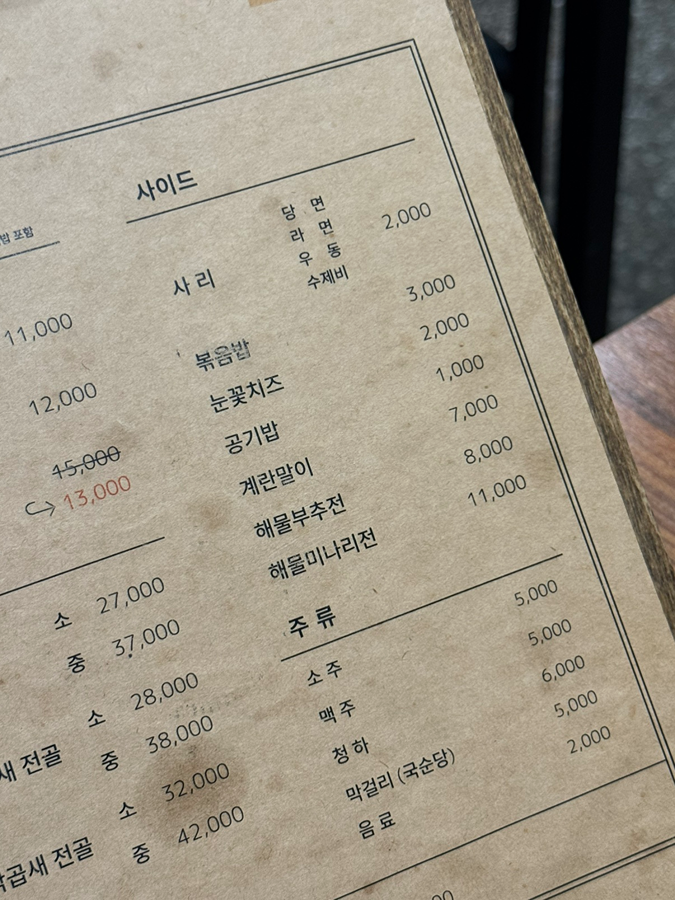 사이드
사리
당 면
라 면
우 동
수제비
2,000
볶음밥 3,000
눈꽃치즈 2,000
공기밥 1,000
계란말이 7,000
해물부추전 8,000
해물미나리전 11,000
주 류
소 주 5,000
맥 주 5,000
청 하 6,000
막걸리 (국순당) 5,000
음 료 2,000
포함
11,000
12,000
15,000
13,000
소 27,000
중 37,000
전골
소 28,000
중 38,000
곱새 전골
소 32,000
중 42,000